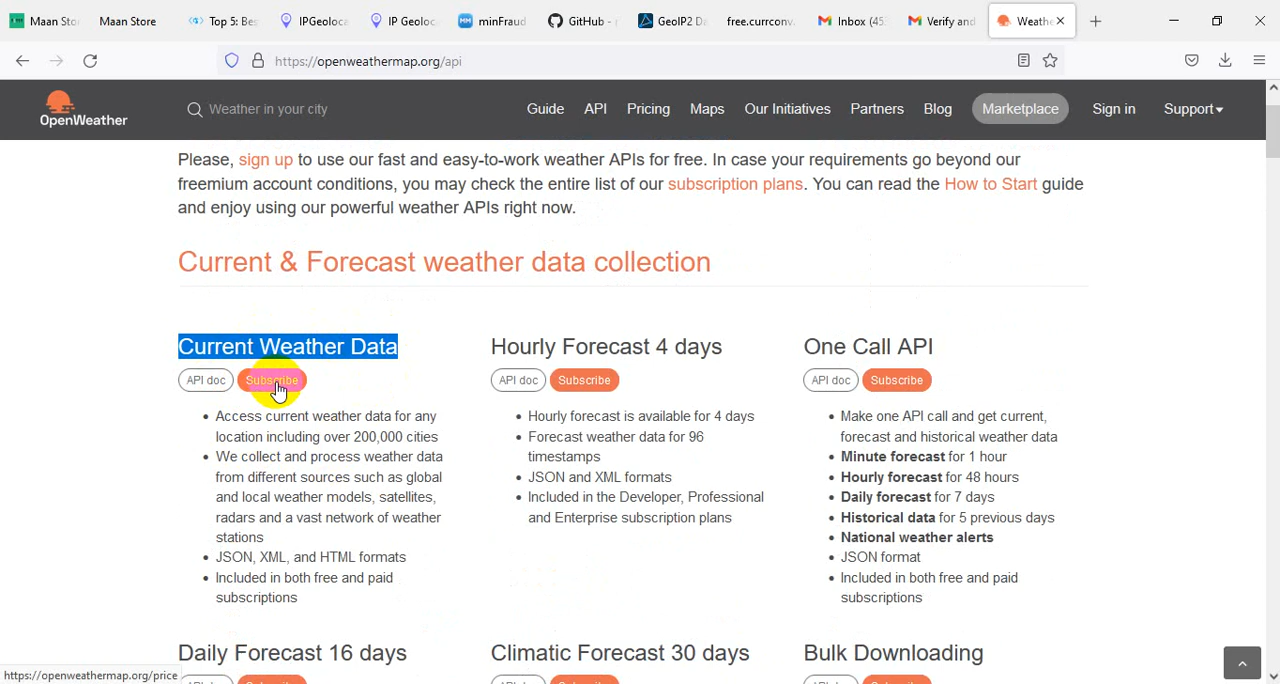 Maan Sto
Maan Store
Top 5: Bes
IPGeoloca
IP Geoloc
minFraud
GitHub -
GeoIP2 Da
free.currconv.
Inbox (45
Verify and
Weathe
https://openweathermap.org/api
OpenWeather
Weather in your city
Guide
API
Pricing
Maps
Our Initiatives
Partners
Blog
Marketplace
Sign in
Support
Please, sign up to use our fast and easy-to-work weather APIs for free. In case your requirements go beyond our
freemium account conditions, you may check the entire list of our subscription plans. You can read the How to Start guide
and enjoy using our powerful weather APIs right now.
Current & Forecast weather data collection
Current Weather Data
API doc
Subscribe
• Access current weather data for any
location including over 200,000 cities
• We collect and process weather data
from different sources such as global
and local weather models, satellites,
radars and a vast network of weather
stations
• JSON, XML, and HTML formats
• Included in both free and paid
subscriptions
Hourly Forecast 4 days
API doc
Subscribe
• Hourly forecast is available for 4 days
• Forecast weather data for 96
timestamps
• JSON and XML formats
• Included in the Developer, Professional
and Enterprise subscription plans
One Call API
API doc
Subscribe
• Make one API call and get current,
forecast and historical weather data
• Minute forecast for 1 hour
• Hourly forecast for 48 hours
• Daily forecast for 7 days
• Historical data for 5 previous days
• National weather alerts
• JSON format
• Included in both free and paid
subscriptions
Daily Forecast 16 days
API doc
Subscribe
Climatic Forecast 30 days
API doc
Subscribe
Bulk Downloading
API doc
Subscribe
https://openweathermap.org/price